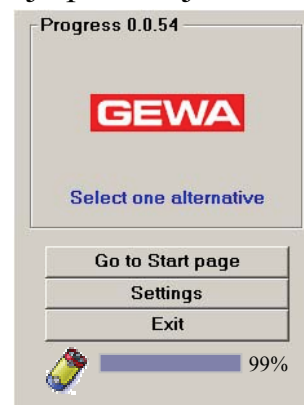 Progress 0.0.54
GEWA
Select one alternative
Go to Start page
Settings
Exit
99%